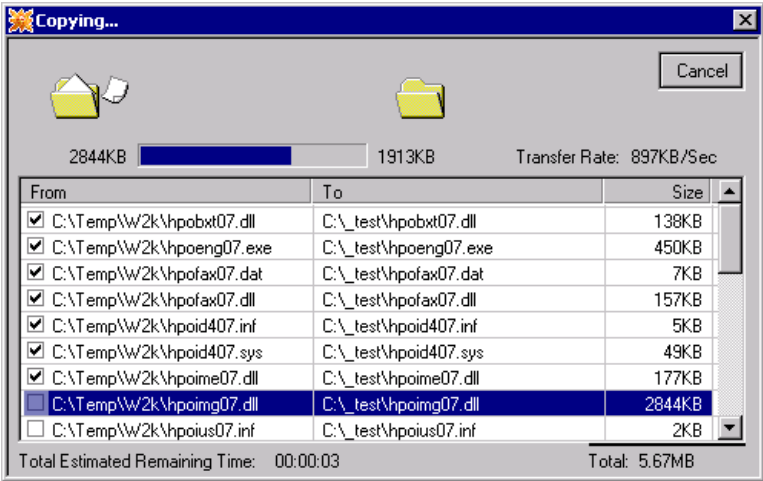 Copying...
Cancel
2844KB 1913KB Transfer Rate: 897KB/Sec
From To Size
C:\Temp\W2k\hpobxt07.dll C:\_test\hpobxt07.dll 138KB
C:\Temp\W2k\hpoeng07.exe C:\_test\hpoeng07.exe 450KB
C:\Temp\W2k\hpofax07.dat C:\_test\hpofax07.dat 7KB
C:\Temp\W2k\hpofax07.dll C:\_test\hpofax07.dll 157KB
C:\Temp\W2k\hpoid407.inf C:\_test\hpoid407.inf 5KB
C:\Temp\W2k\hpoid407.sys C:\_test\hpoid407.sys 49KB
C:\Temp\W2k\hpoime07.dll C:\_test\hpoime07.dll 177KB
C:\Temp\W2k\hpoimg07.dll C:\_test\hpoimg07.dll 2844KB
C:\Temp\W2k\hpoius07.inf C:\_test\hpoius07.inf 2KB
Total Estimated Remaining Time: 00:00:03 Total: 5.67MB